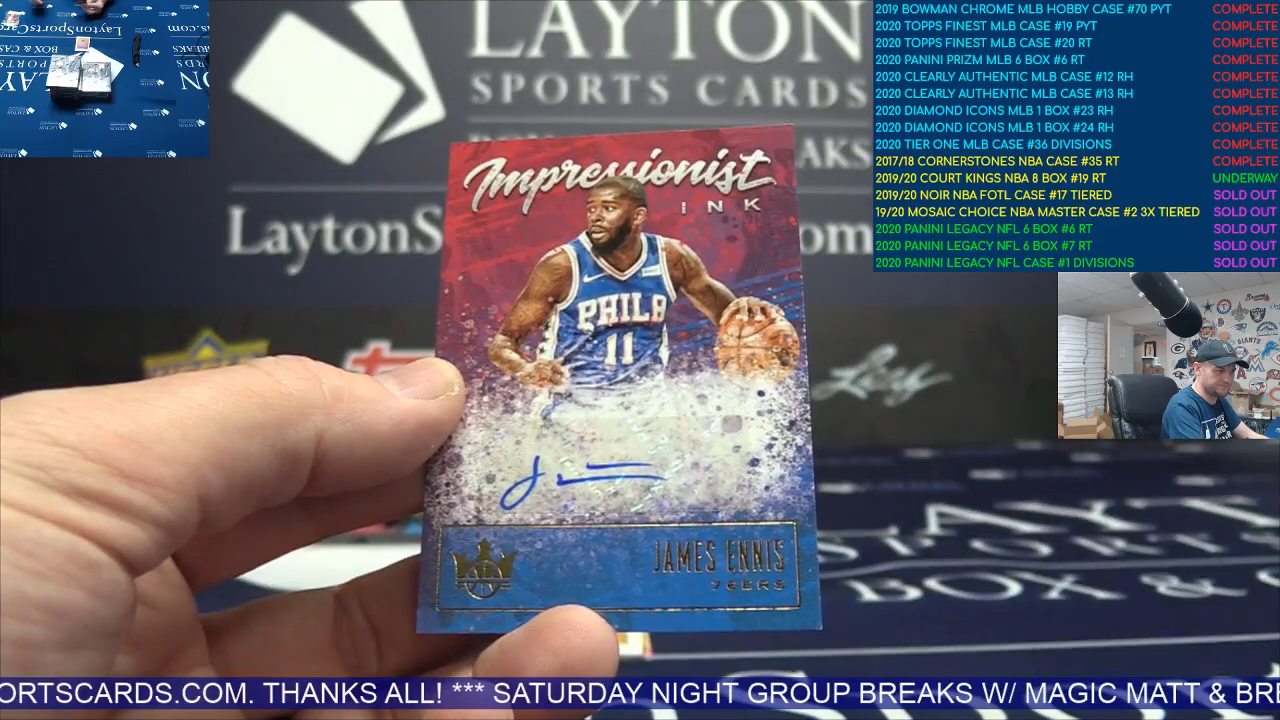 LAYTON
SPORTS CARDS
LaytonS
om
2019 BOWMAN CHROME MLB HOBBY CASE #70 PYT COMPLETE
2020 TOPPS FINEST MLB CASE #19 PYT COMPLETE
2020 TOPPS FINEST MLB CASE #20 RT COMPLETE
2020 PANINI PRIZM MLB 6 BOX #6 RT COMPLETE
2020 CLEARLY AUTHENTIC MLB CASE #12 RH COMPLETE
2020 CLEARLY AUTHENTIC MLB CASE #13 RH COMPLETE
2020 DIAMOND ICONS MLB 1 BOX #23 RH COMPLETE
2020 DIAMOND ICONS MLB 1 BOX #24 RH COMPLETE
2020 TIER ONE MLB CASE #36 DIVISIONS COMPLETE
2017/18 CORNERSTONES NBA CASE #35 RT COMPLETE
2019/20 COURT KINGS NBA 8 BOX #19 RT UNDERWAY
2019/20 NOIR NBA FOTL CASE #17 TIERED SOLD OUT
19/20 MOSAIC CHOICE NBA MASTER CASE #2 3X TIERED SOLD OUT
2020 PANINI LEGACY NFL 6 BOX #6 RT SOLD OUT
2020 PANINI LEGACY NFL 6 BOX #7 RT SOLD OUT
2020 PANINI LEGACY NFL CASE #1 DIVISIONS SOLD OUT
Impressionist
INK
PHILA
11
JAMES ENNIS
76ERS
Leaf
GIANTS
BOX &
ORTSCARDS.COM. THANKS ALL! *** SATURDAY NIGHT GROUP BREAKS W/ MAGIC MATT & BRE